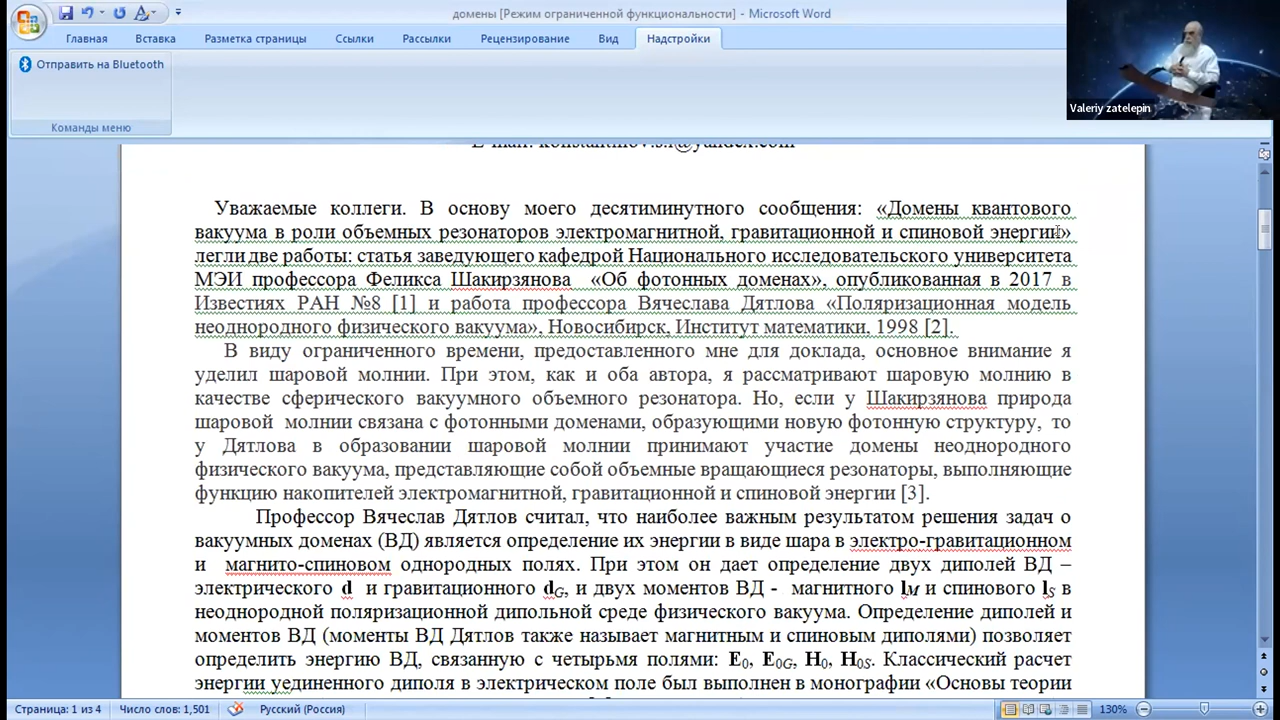 домены [Режим ограниченной функциональности] - Microsoft Word
Главная Вставка Разметка страницы Ссылки Рассылки Рецензирование Вид Надстройки
Отправить на Bluetooth
Команды меню
Valeriy zatelepin
E-mail: konstantinov.s.i@yandex.com
Уважаемые коллеги. В основу моего десятиминутного сообщения: «Домены квантового
вакуума в роли объемных резонаторов электромагнитной, гравитационной и спиновой энергии»
легли две работы: статья заведующего кафедрой Национального исследовательского университета
МЭИ профессора Феликса Шакирзянова «Об фотонных доменах», опубликованная в 2017 в
Известиях РАН №8 [1] и работа профессора Вячеслава Дятлова «Поляризационная модель
неоднородного физического вакуума», Новосибирск, Институт математики, 1998 [2].
В виду ограниченного времени, предоставленного мне для доклада, основное внимание я
уделил шаровой молнии. При этом, как и оба автора, я рассматривают шаровую молнию в
качестве сферического вакуумного объемного резонатора. Но, если у Шакирзянова природа
шаровой молнии связана с фотонными доменами, образующими новую фотонную структуру, то
у Дятлова в образовании шаровой молнии принимают участие домены неоднородного
физического вакуума, представляющие собой объемные вращающиеся резонаторы, выполняющие
функцию накопителей электромагнитной, гравитационной и спиновой энергии [3].
Профессор Вячеслав Дятлов считал, что наиболее важным результатом решения задач о
вакуумных доменах (ВД) является определение их энергии в виде шара в электро-гравитационном
и магнито-спиновом однородных полях. При этом он дает определение двух диполей ВД –
электрического d и гравитационного dG, и двух моментов ВД - магнитного lM и спинового lS в
неоднородной поляризационной дипольной среде физического вакуума. Определение диполей и
моментов ВД (моменты ВД Дятлов также называет магнитным и спиновым диполями) позволяет
определить энергию ВД, связанную с четырьмя полями: E0, E0G, H0, H0S. Классический расчет
энергии уединенного диполя в электрическом поле был выполнен в монографии «Основы теории
Страница: 1 из 4 Число слов: 1,501 Русский (Россия) 130%